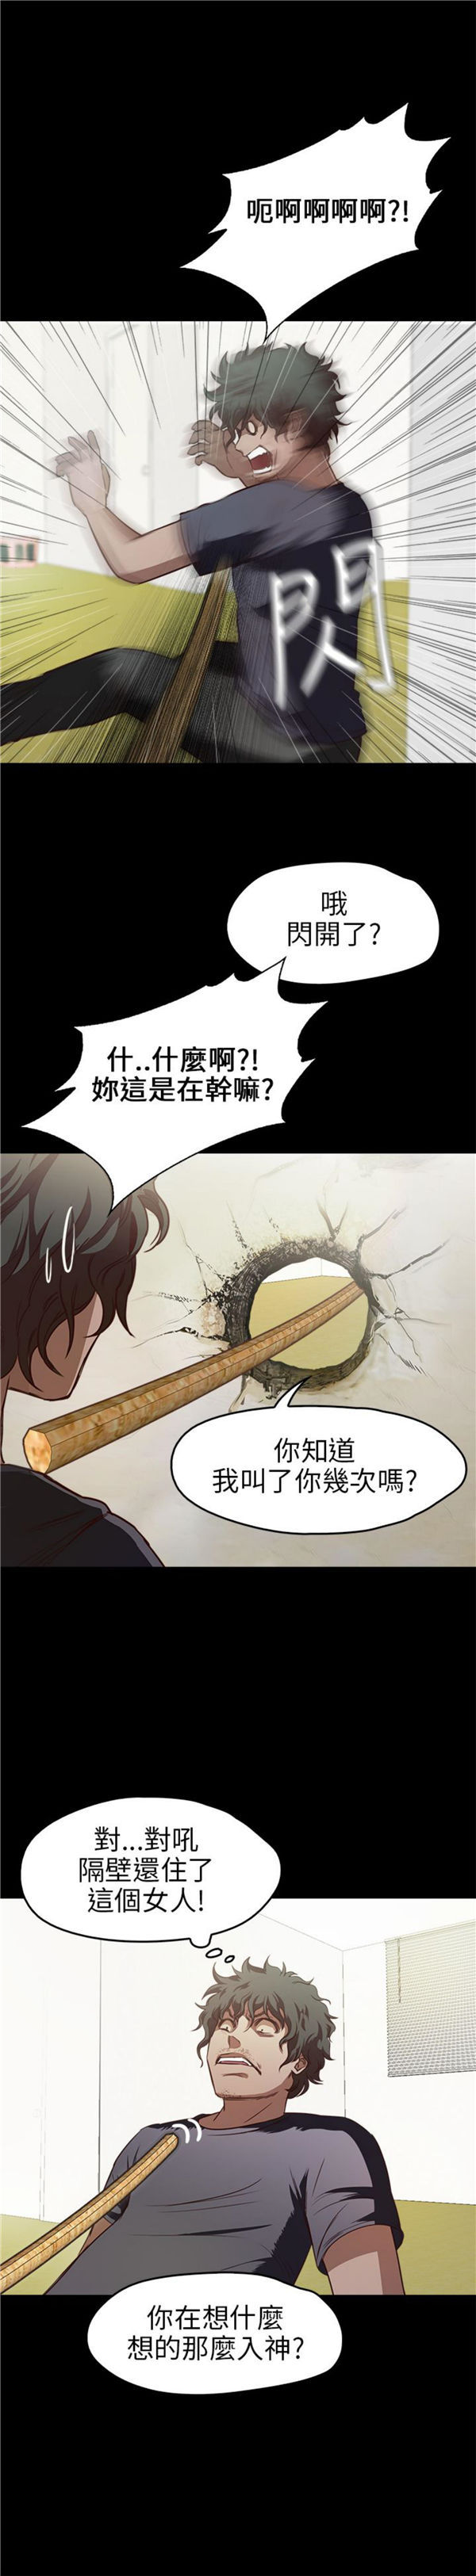 呃啊啊啊啊?!
閃
哦
閃開了?
什..什麼啊?!
妳這是在幹嘛?
你知道
我叫了你幾次嗎?
對...對吼
隔壁還住了
這個女人!
你在想什麼
想的那麼入神?